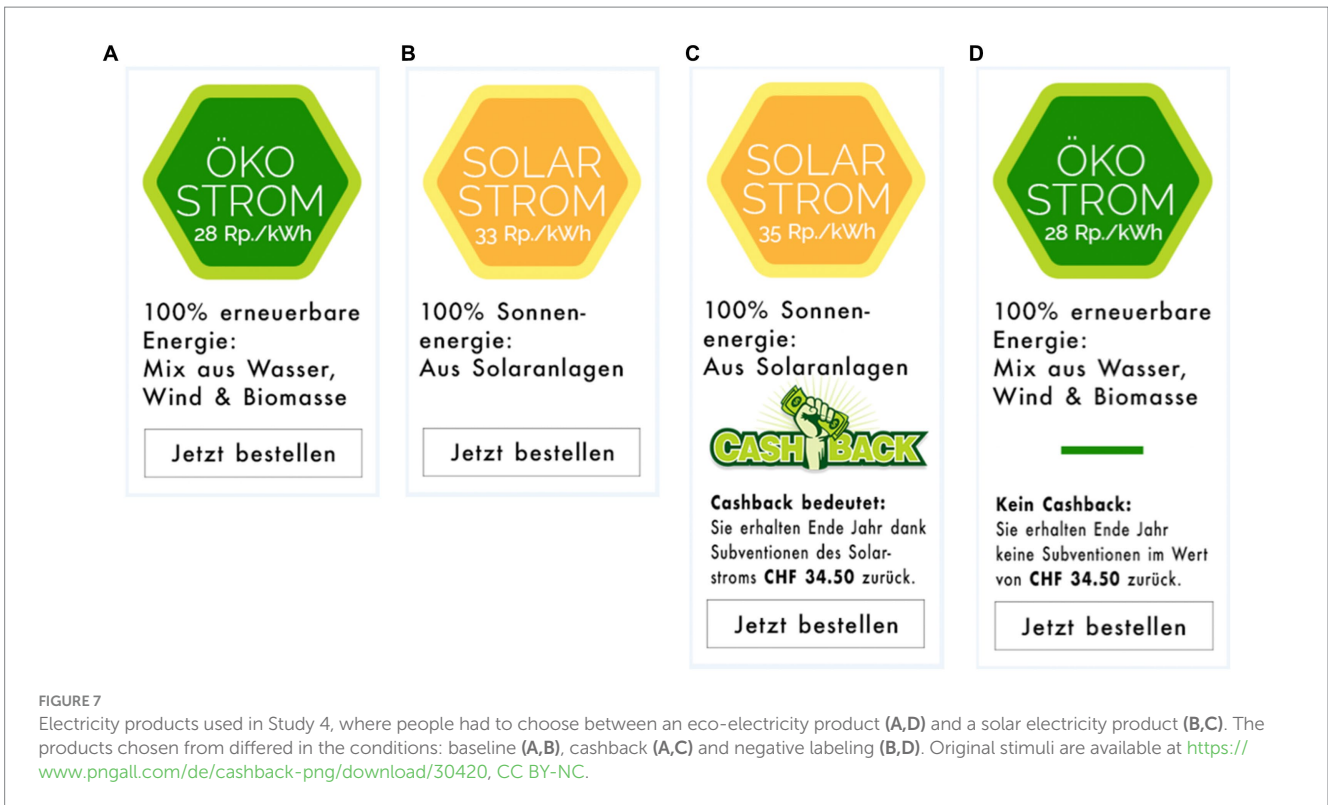 A
ÖKO
STROM
28 Rp./kWh
100% erneuerbare
Energie:
Mix aus Wasser,
Wind & Biomasse
Jetzt bestellen
B
SOLAR
STROM
33 Rp./kWh
100% Sonnen-
energie:
Aus Solaranlagen
Jetzt bestellen
C
SOLAR
STROM
35 Rp./kWh
100% Sonnen-
energie:
Aus Solaranlagen
CASH BACK
Cashback bedeutet:
Sie erhalten Ende Jahr dank
Subventionen des Solar-
stroms CHF 34.50 zurück.
Jetzt bestellen
D
ÖKO
STROM
28 Rp./kWh
100% erneuerbare
Energie:
Mix aus Wasser,
Wind & Biomasse
Kein Cashback:
Sie erhalten Ende Jahr
keine Subventionen im Wert
von CHF 34.50 zurück.
Jetzt bestellen
FIGURE 7
Electricity products used in Study 4, where people had to choose between an eco-electricity product (A,D) and a solar electricity product (B,C). The
products chosen from differed in the conditions: baseline (A,B), cashback (A,C) and negative labeling (B,D). Original stimuli are available at https://
www.pngall.com/de/cashback-png/download/30420, CC BY-NC.